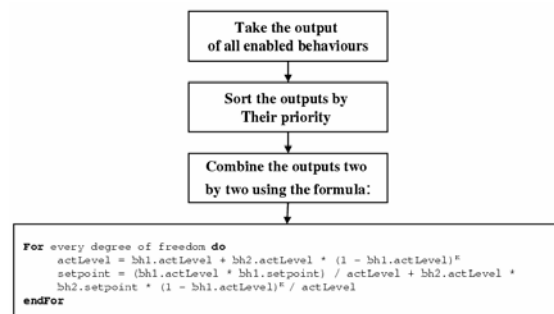 Take the output
of all enabled behaviours
Sort the outputs by
Their priority
Combine the outputs two
by two using the formula:
For every degree of freedom do
actLevel = bh1.actLevel + bh2.actLevel * (1 - bh1.actLevel)ᴷ
setpoint = (bh1.actLevel * bh1.setpoint) / actLevel + bh2.actLevel *
bh2.setpoint * (1 - bh1.actLevel)ᴷ / actLevel
endFor